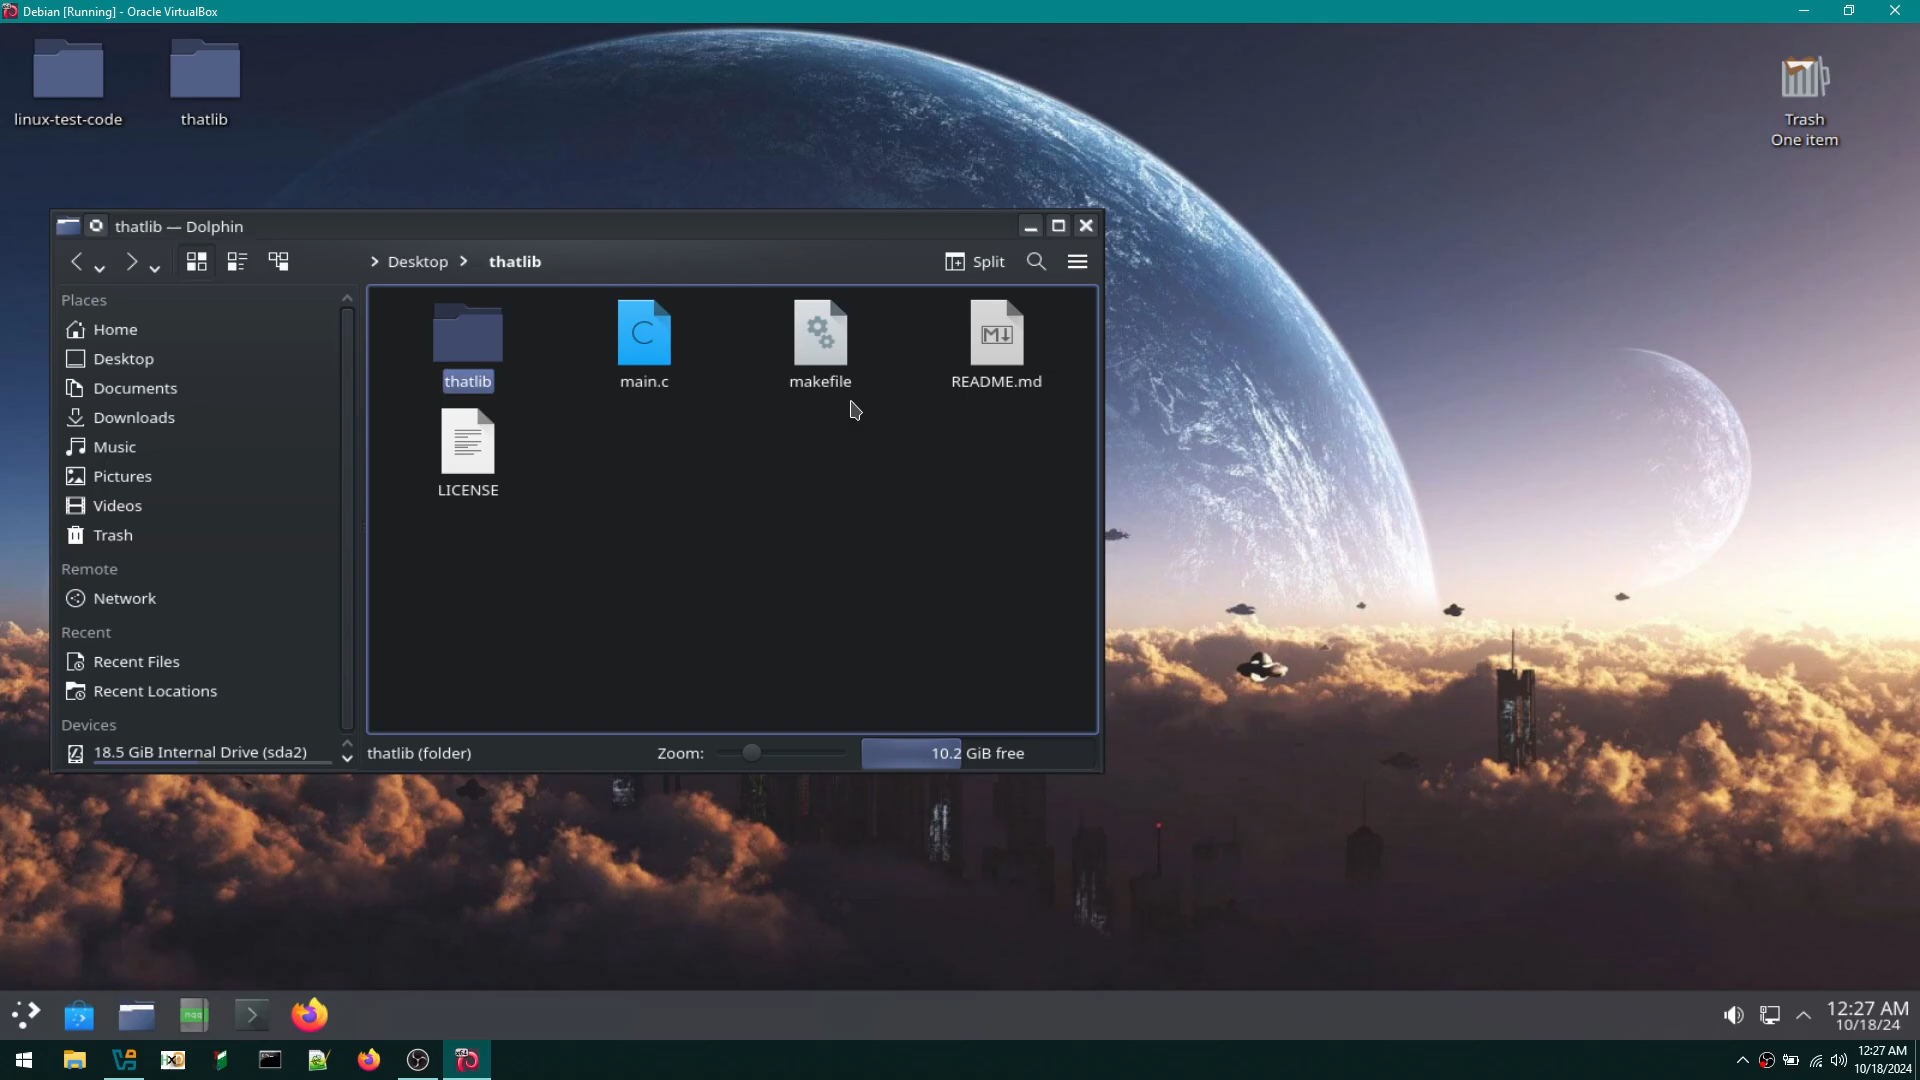 Debian [Running] - Oracle VirtualBox
linux-test-code
thatlib
Trash
One item
thatlib — Dolphin
Desktop
thatlib
Split
Places
Home
Desktop
Documents
Downloads
Music
Pictures
Videos
Trash
Remote
Network
Recent
Recent Files
Recent Locations
Devices
18.5 GiB Internal Drive (sda2)
thatlib
main.c
makefile
README.md
LICENSE
thatlib (folder)
Zoom:
10.2 GiB free
12:27 AM
10/18/24
12:27 AM
10/18/2024